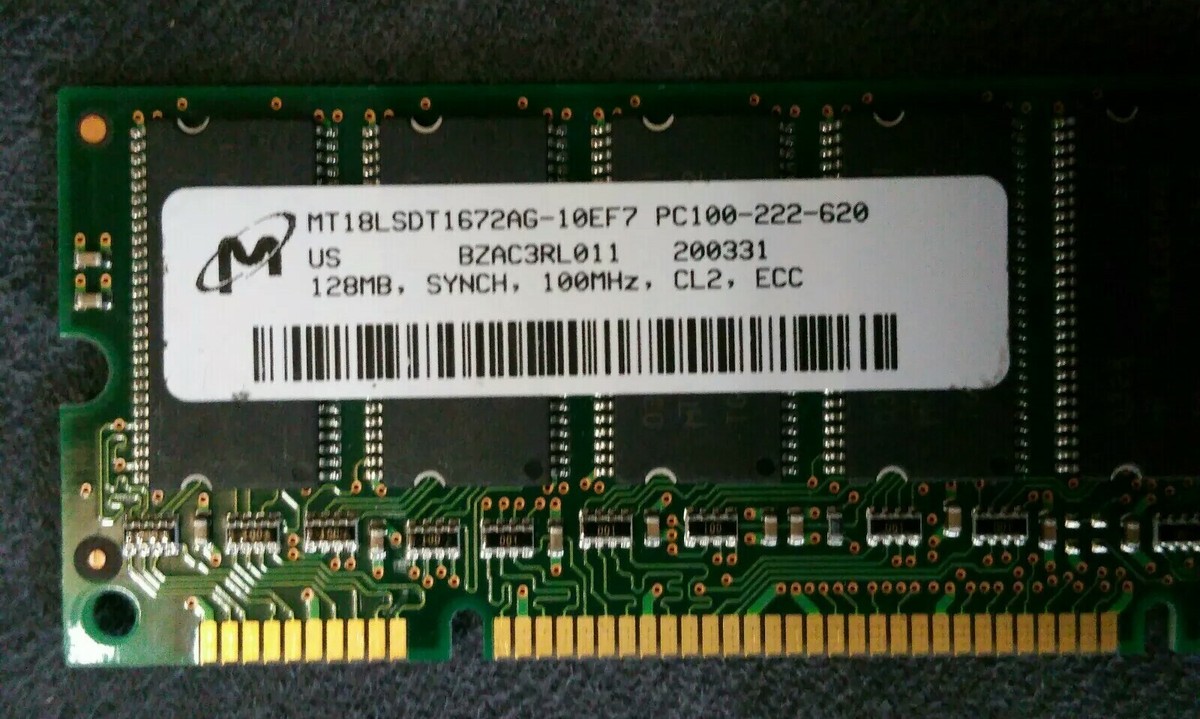 MT18LSDT1672AG-10EF7 PC100-222-620
US BZAC3RL011 200331
128MB, SYNCH, 100MHz, CL2, ECC